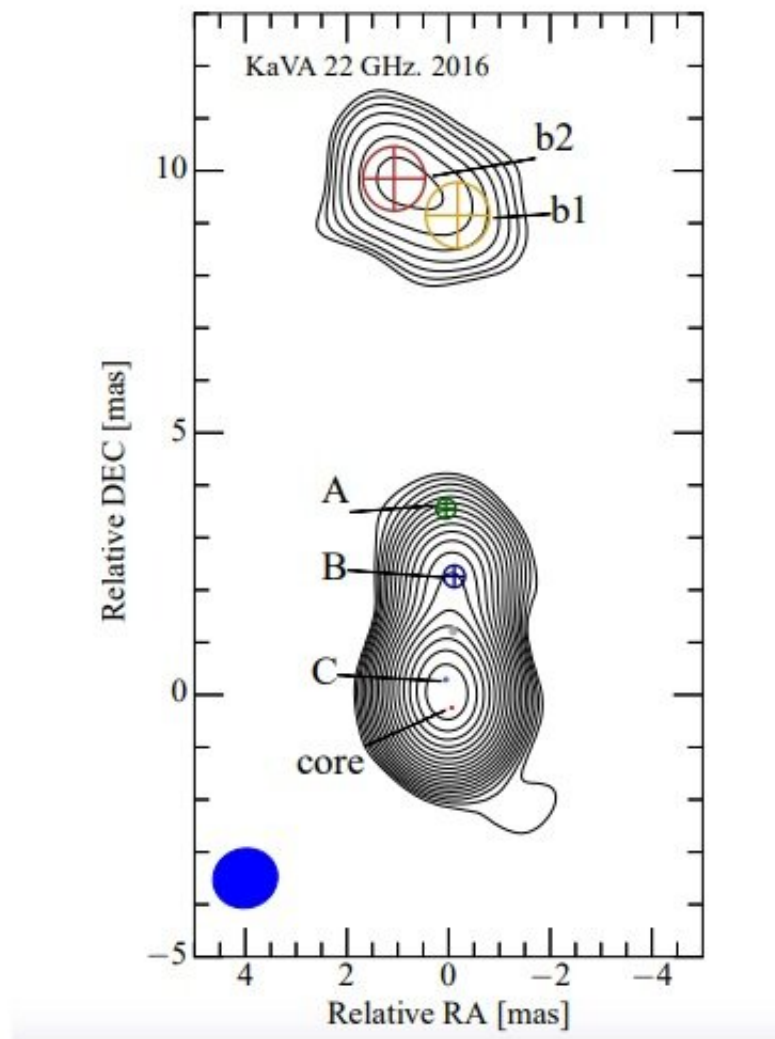 KaVA 22 GHz. 2016
b2
10
b1
5
A
B
0
C
core
−5
4 2 0 −2 −4
Relative RA [mas]
Relative DEC [mas]